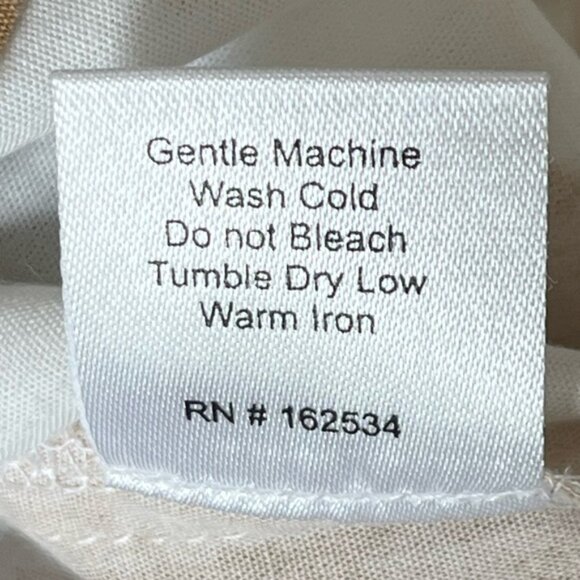 Gentle Machine
Wash Cold
Do not Bleach
Tumble Dry Low
Warm Iron
RN # 162534